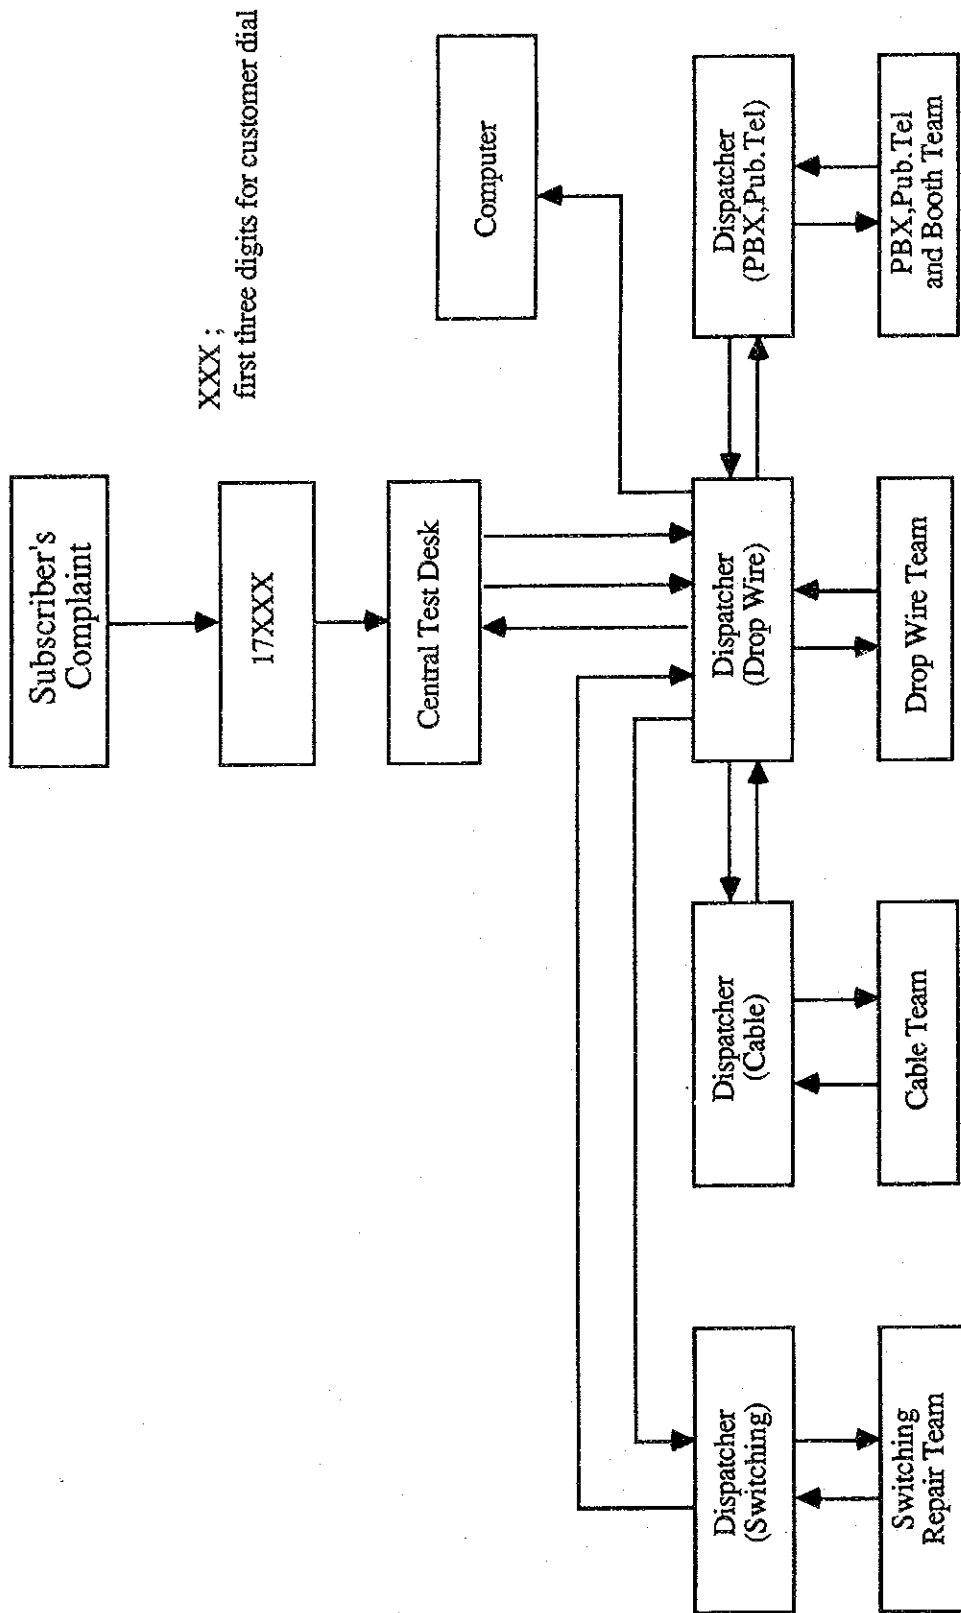 Subscriber's
Complaint
17XXX
XXX ;
first three digits for customer dial
Central Test Desk
Computer
Dispatcher
(Switching)
Dispatcher
(Cable)
Dispatcher
(Drop Wire)
Dispatcher
(PBX,Pub.Tel)
Switching
Repair Team
Cable Team
Drop Wire Team
PBX,Pub.Tel
and Booth Team